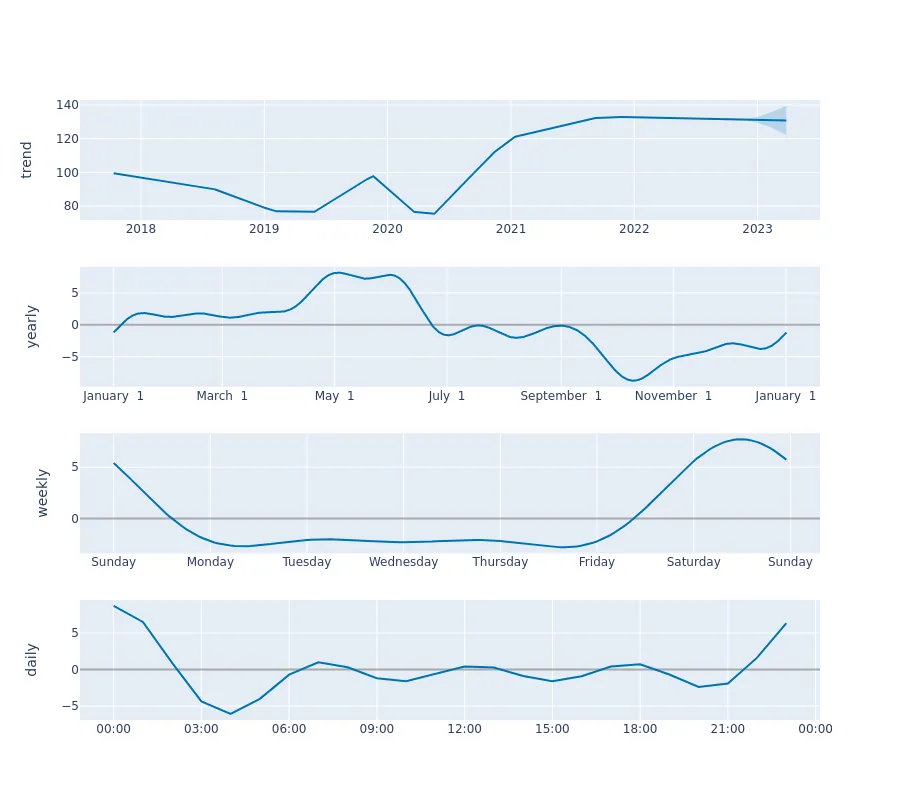 trend
140
120
100
80
2018 2019 2020 2021 2022 2023
yearly
5
0
−5
January 1 March 1 May 1 July 1 September 1 November 1 January 1
weekly
5
0
Sunday Monday Tuesday Wednesday Thursday Friday Saturday Sunday
daily
5
0
−5
00:00 03:00 06:00 09:00 12:00 15:00 18:00 21:00 00:00